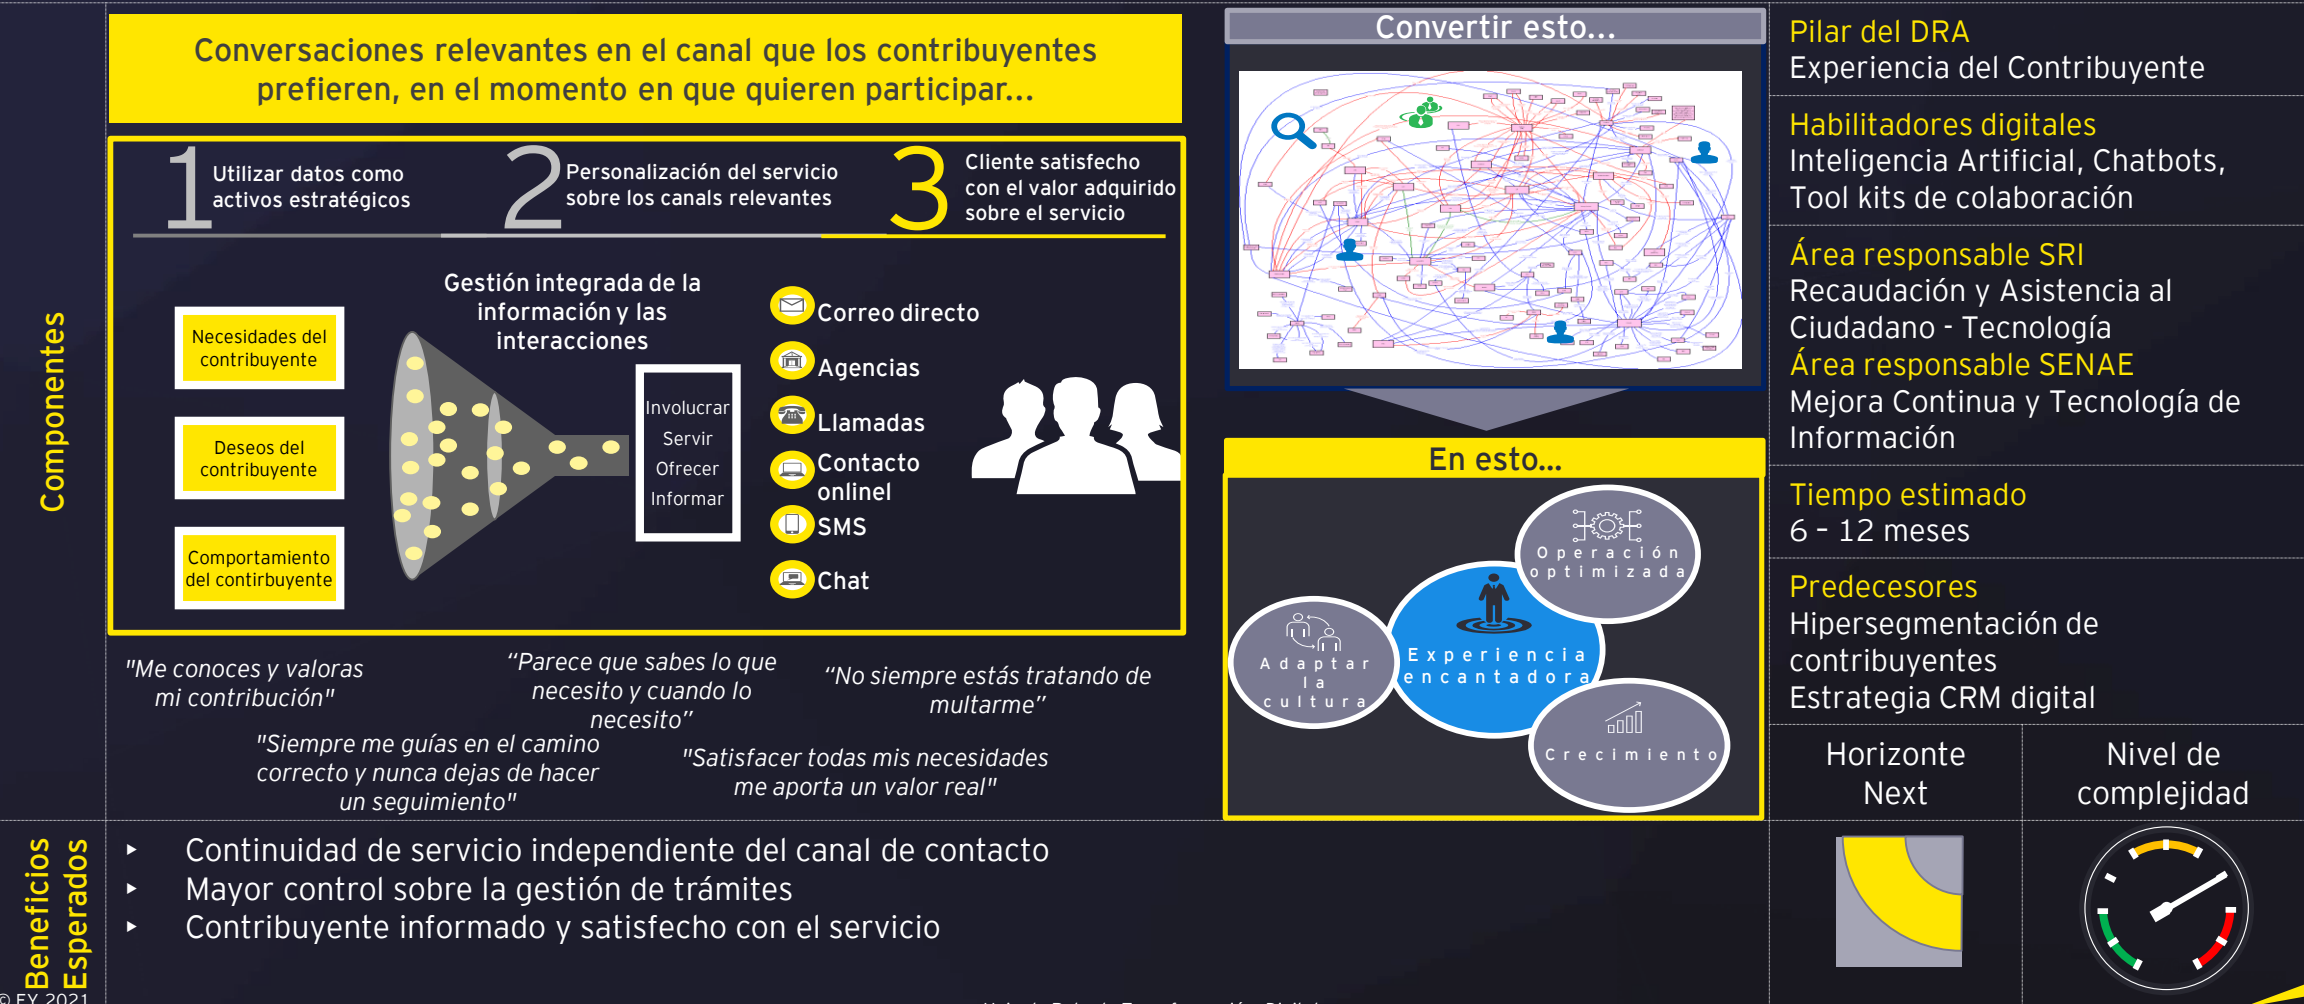 Conversaciones relevantes en el canal que los contribuyentes
prefieren, en el momento en que quieren participar...
Componentes
1
Utilizar datos como
activos estratégicos
2
Personalización del servicio
sobre los canals relevantes
3
Cliente satisfecho
con el valor adquirido
sobre el servicio
Necesidades del
contribuyente
Deseos del
contribuyente
Comportamiento
del contirbuyente
Gestión integrada de la
información y las
interacciones
Involucrar
Servir
Ofrecer
Informar
Correo directo
Agencias
Llamadas
Contacto
onlinel
SMS
Chat
"Me conoces y valoras
mi contribución"
“Parece que sabes lo que
necesito y cuando lo
necesito”
“No siempre estás tratando de
multarme”
"Siempre me guías en el camino
correcto y nunca dejas de hacer
un seguimiento"
"Satisfacer todas mis necesidades
me aporta un valor real"
Convertir esto...
En esto...
Operación
optimizada
Adaptar
la
cultura
Experiencia
encantadora
Crecimiento
Pilar del DRA
Experiencia del Contribuyente
Habilitadores digitales
Inteligencia Artificial, Chatbots,
Tool kits de colaboración
Área responsable SRI
Recaudación y Asistencia al
Ciudadano - Tecnología
Área responsable SENAE
Mejora Continua y Tecnología de
Información
Tiempo estimado
6 – 12 meses
Predecesores
Hipersegmentación de
contribuyentes
Estrategia CRM digital
Horizonte
Next
Nivel de
complejidad
Beneficios
Esperados
▸ Continuidad de servicio independiente del canal de contacto
▸ Mayor control sobre la gestión de trámites
▸ Contribuyente informado y satisfecho con el servicio
© EY 2021